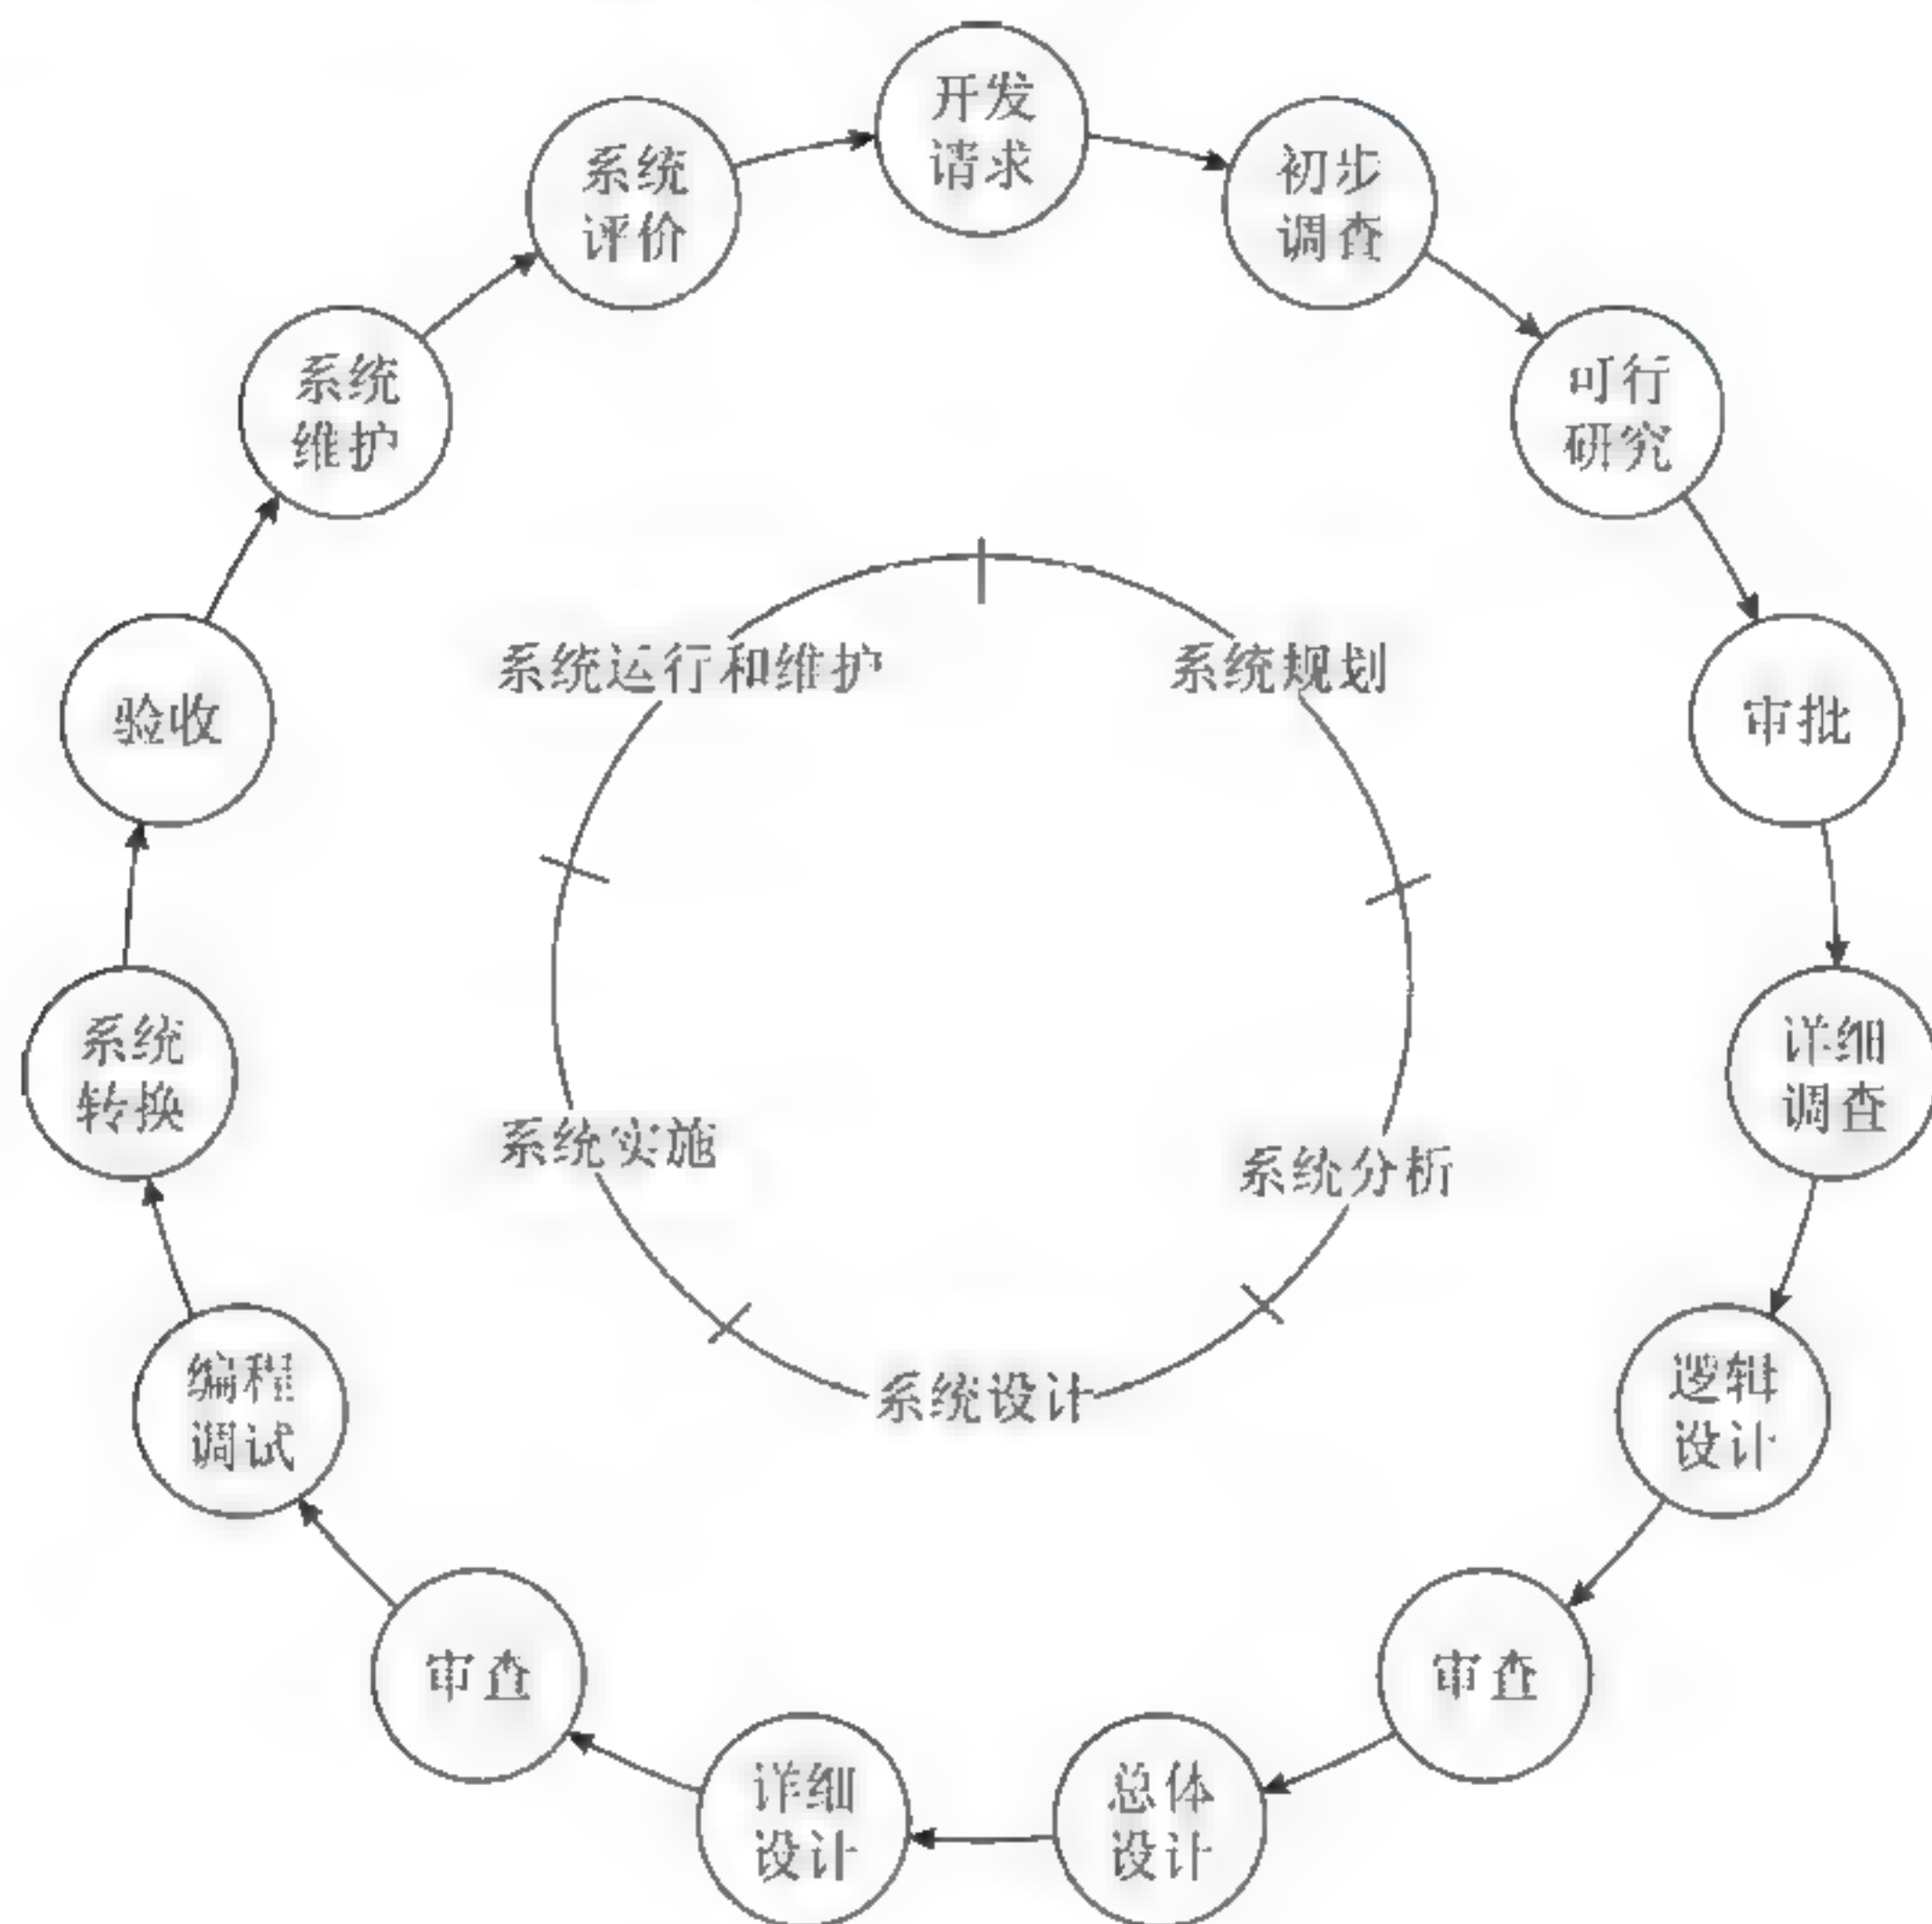 开发
请求
初步
调查
可行
研究
审批
详细
调查
逻辑
设计
审查
总体
设计
详细
设计
审查
编程
调试
系统
转换
验收
系统
维护
系统
评价
系统规划
系统分析
系统设计
系统实施
系统运行和维护